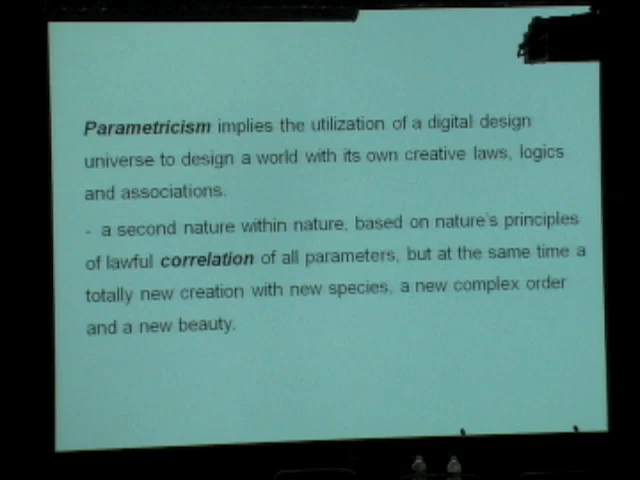 Parametricism implies the utilization of a digital design
universe to design a world with its own creative laws, logics
and associations.
- a second nature within nature, based on nature's principles
of lawful correlation of all parameters, but at the same time a
totally new creation with new species, a new complex order
and a new beauty.